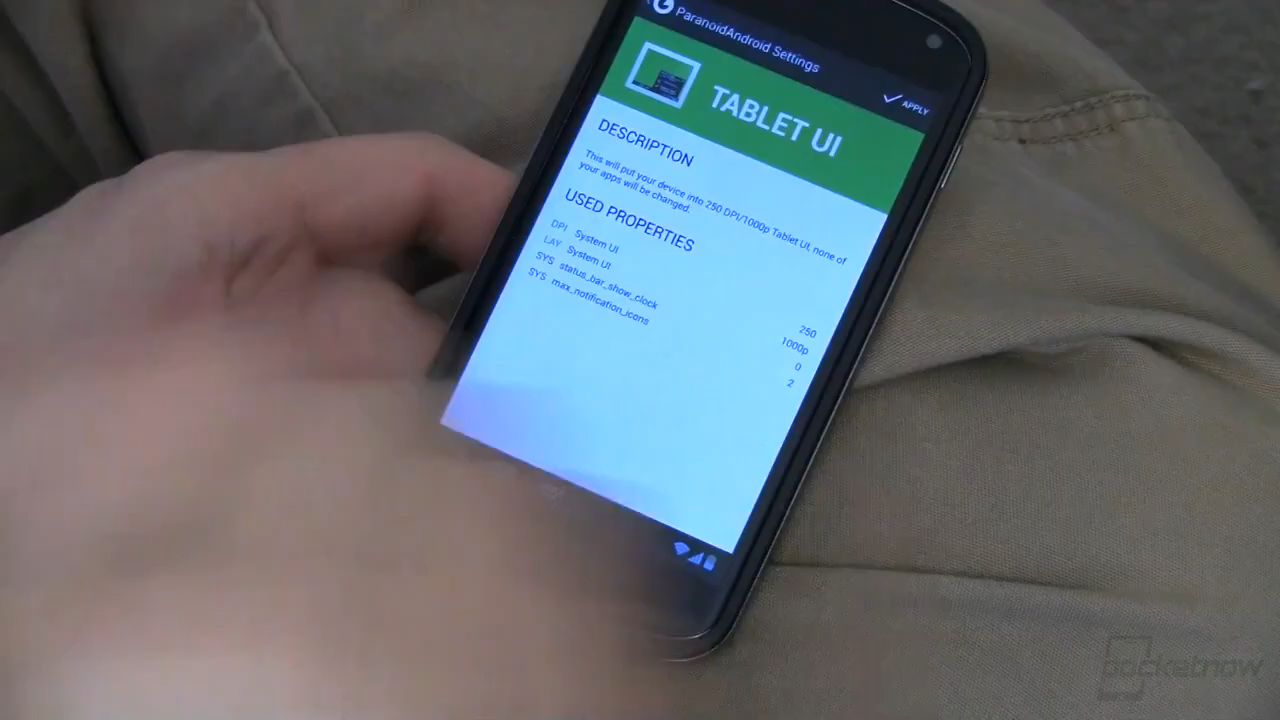 ParanoidAndroid Settings
APPLY
TABLET UI
DESCRIPTION
This will put your device into 250 DPI/1000p Tablet UI, none of
your apps will be changed.
USED PROPERTIES
DPI System UI 250
LAY System UI 1000p
SYS status_bar_show_clock 0
SYS max_notification_icons 2
pocketnow